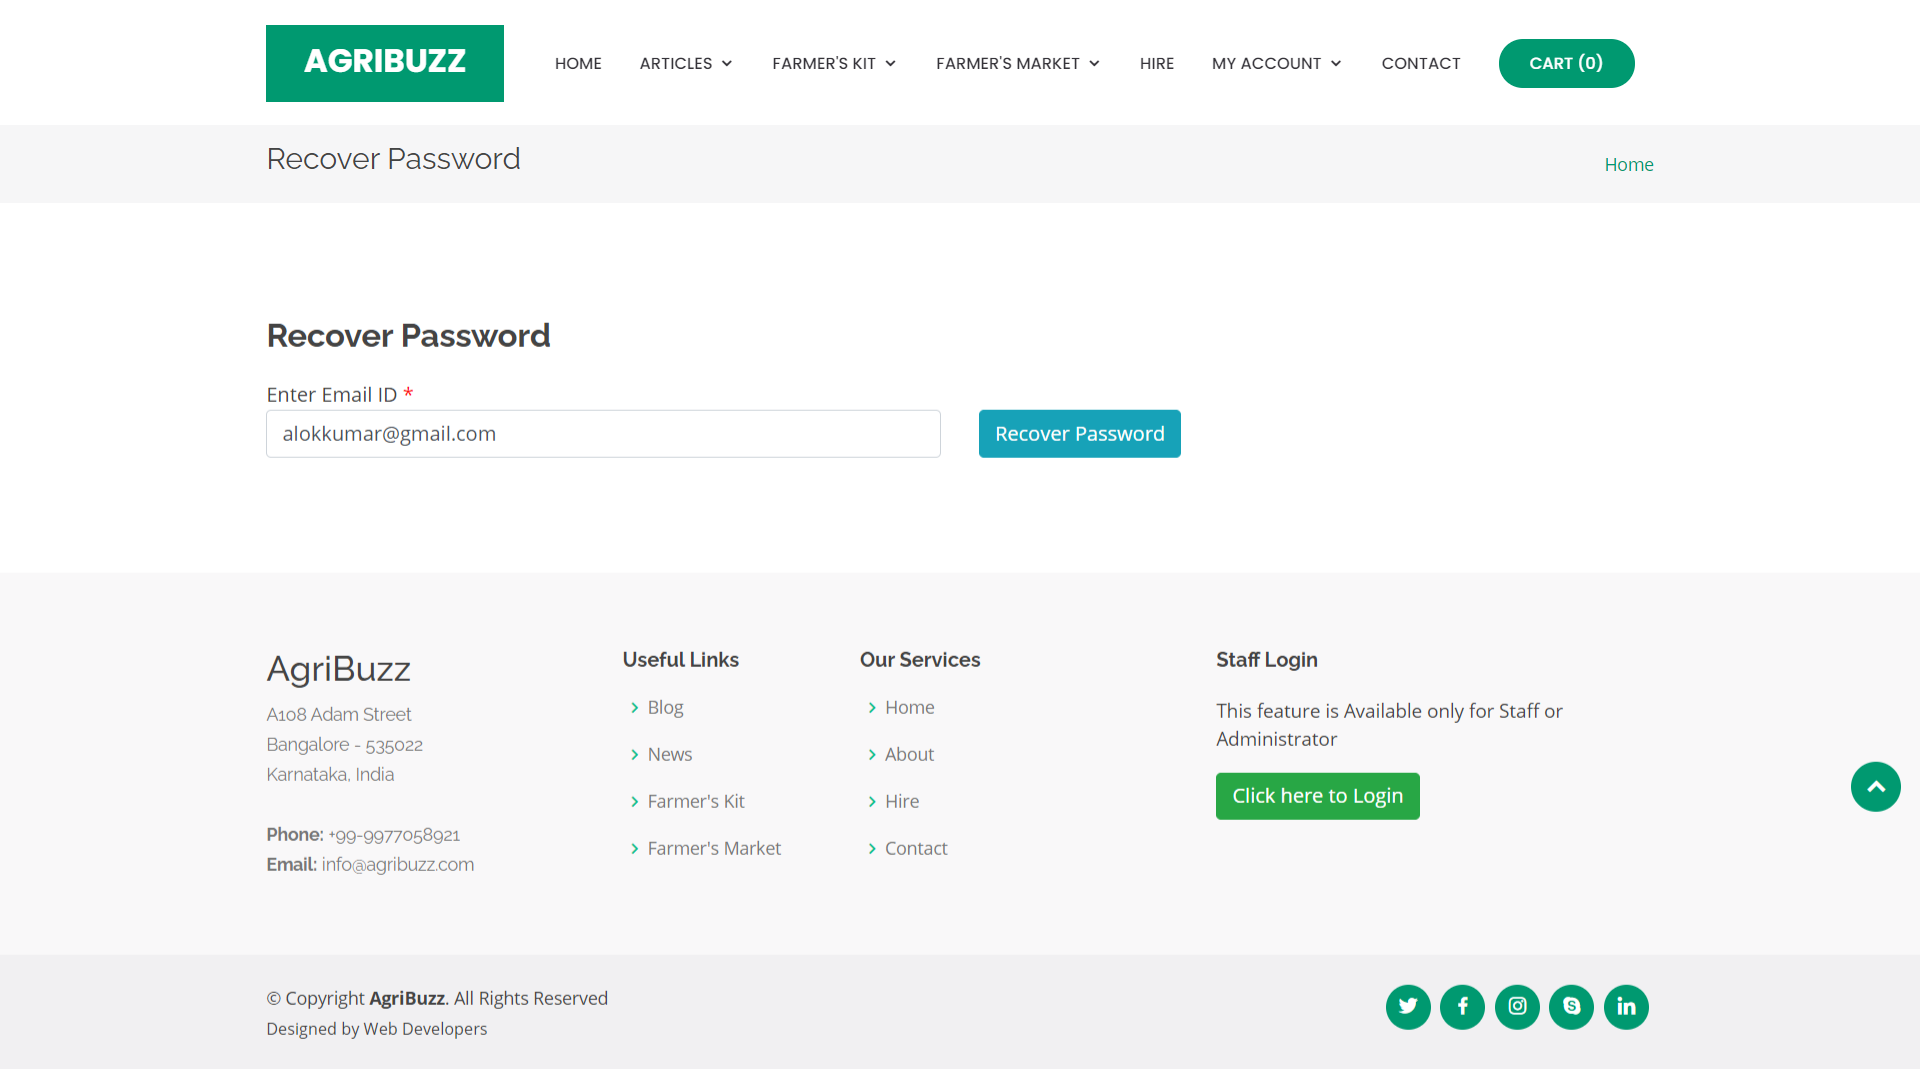 AGRIBUZZ
HOME ARTICLES FARMER'S KIT FARMER'S MARKET HIRE MY ACCOUNT CONTACT CART (0)
Recover Password
Home
Recover Password
Enter Email ID *
alokkumar@gmail.com
Recover Password
AgriBuzz
A108 Adam Street
Bangalore - 535022
Karnataka, India
Phone: +99-9977058921
Email: info@agribuzz.com
Useful Links
Blog
News
Farmer's Kit
Farmer's Market
Our Services
Home
About
Hire
Contact
Staff Login
This feature is Available only for Staff or
Administrator
Click here to Login
© Copyright AgriBuzz. All Rights Reserved
Designed by Web Developers